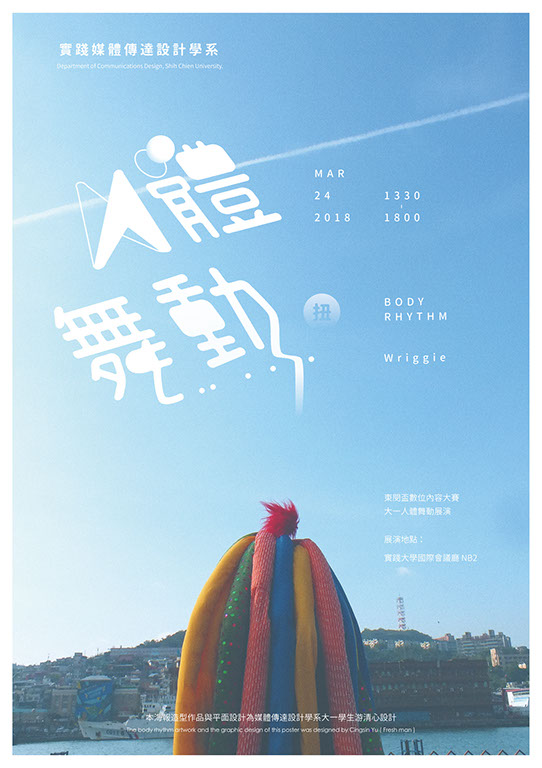 實踐媒體傳達設計學系
Department of Communications Design, Shih Chien University.
人體
舞動
MAR
24
2018
1330
-
1800
扭
BODY
RHYTHM
Wriggie
東閔盃數位內容大賽
大一人體舞動展演
展演地點：
實踐大學國際會議廳 NB2
本海報造型作品與平面設計為媒體傳達設計學系大一學生游清心設計
The body rhythm artwork and the graphic design of this poster was designed by Cingsin Yu [ Fresh man ]